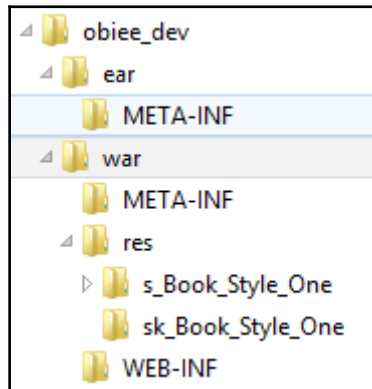 obiee_dev
ear
META-INF
war
META-INF
res
s_Book_Style_One
sk_Book_Style_One
WEB-INF